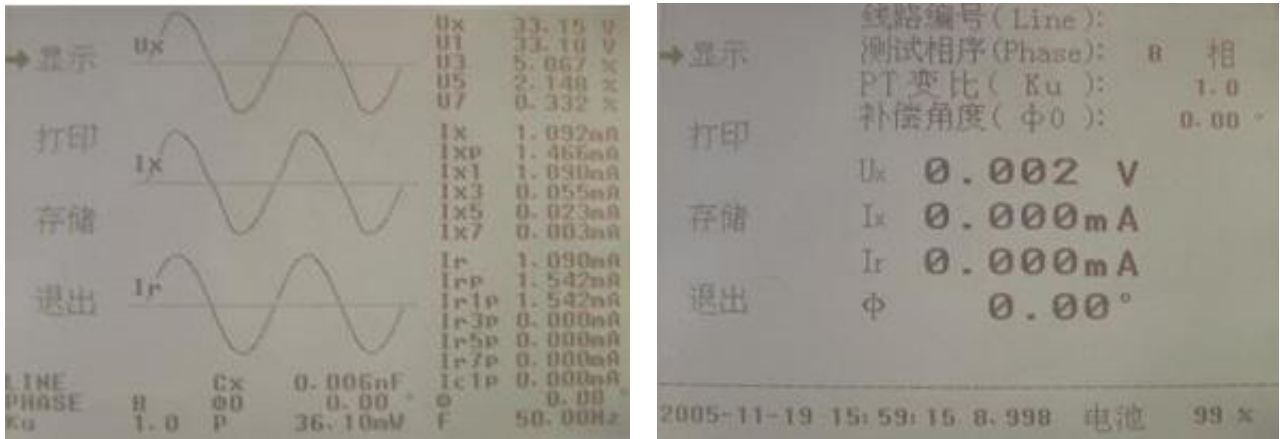 显示
打印
存储
退出
Ux
Ix
Ir
Ux 33.15 V
U1 33.10 V
U3 5.067 %
U5 2.148 %
U7 0.332 %
Ix 1.092mA
Ixp 1.466mA
Ix1 1.090mA
Ix3 0.055mA
Ix5 0.023mA
Ix7 0.003mA
Ir 1.090mA
Irp 1.542mA
Ir1p 1.542mA
Ir3p 0.000mA
Ir5p 0.000mA
Ir7p 0.000mA
LINE Cx 0.006nF Ic1p 0.000mA
PHASE B Φ0 0.00 ° Φ 0.00 °
Ku 1.0 P 36.10mW F 50.00Hz
线路编号(Line):
显示 测试相序(Phase): B 相
PT变比( Ku ): 1.0
打印 补偿角度( Φ0 ): 0.00 °
Ux 0.002 V
存储 Ix 0.000mA
Ir 0.000mA
退出 Φ 0.00°
2005-11-19 15:59:15 8.998 电池 99 %